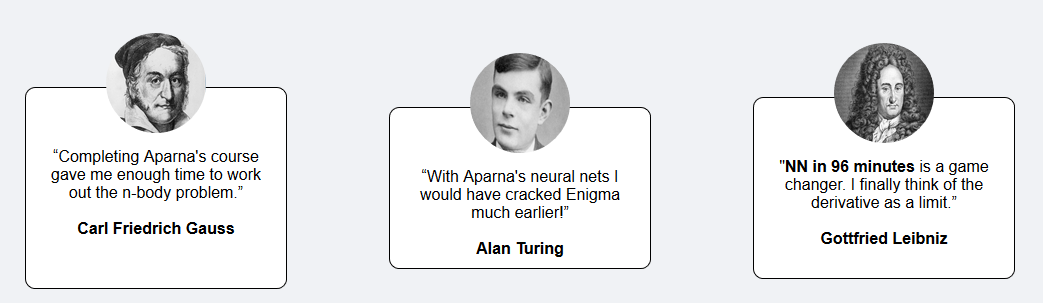 “Completing Aparna's course
gave me enough time to work
out the n-body problem.”
Carl Friedrich Gauss
“With Aparna's neural nets I
would have cracked Enigma
much earlier!”
Alan Turing
"NN in 96 minutes is a game
changer. I finally think of the
derivative as a limit.”
Gottfried Leibniz